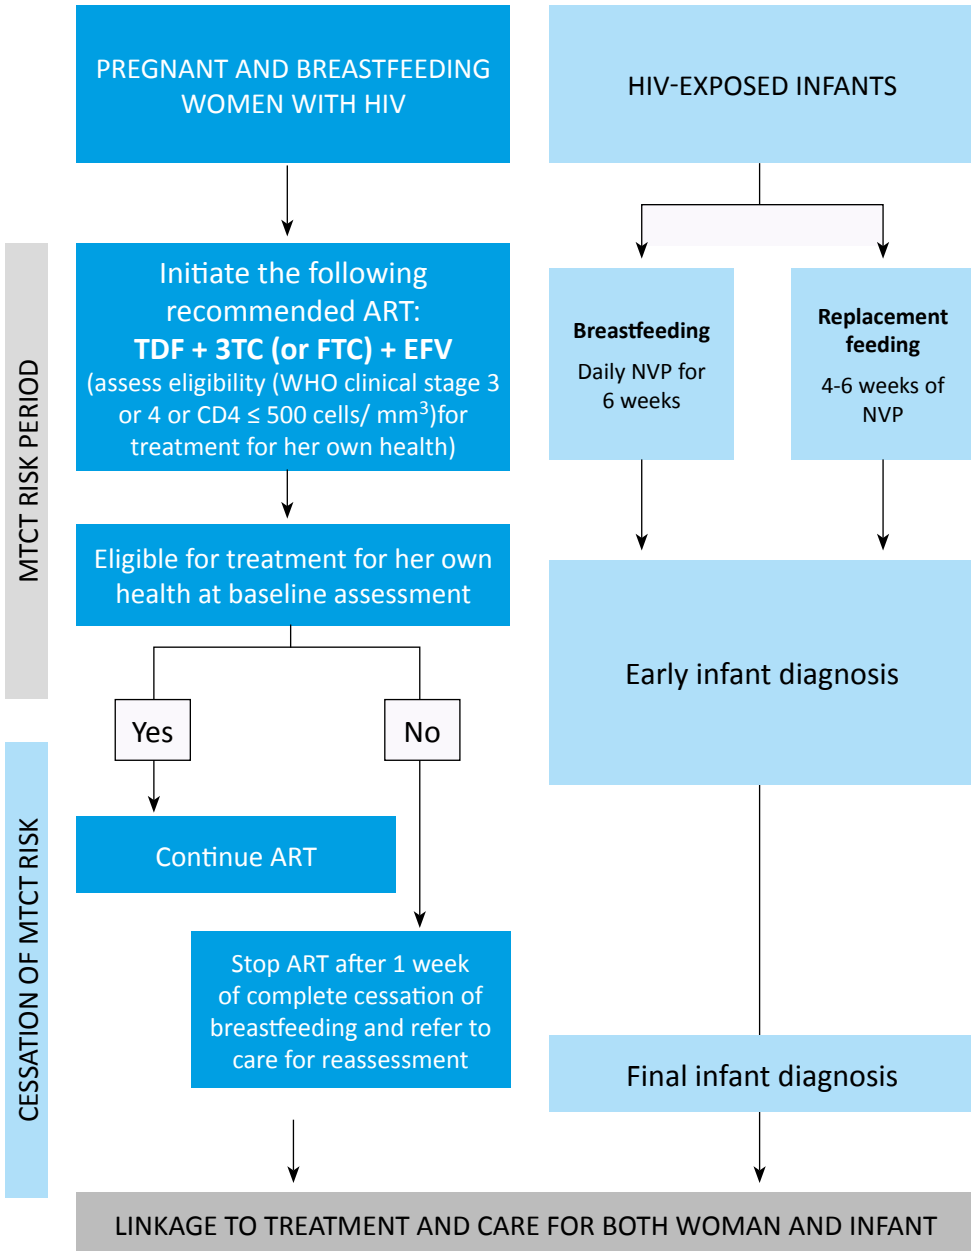 PREGNANT AND BREASTFEEDING
WOMEN WITH HIV
HIV-EXPOSED INFANTS
MTCT RISK PERIOD
Initiate the following
recommended ART:
TDF + 3TC (or FTC) + EFV
(assess eligibility (WHO clinical stage 3
or 4 or CD4 ≤ 500 cells/ mm³)for
treatment for her own health)
Breastfeeding
Daily NVP for
6 weeks
Replacement
feeding
4-6 weeks of
NVP
Eligible for treatment for her own
health at baseline assessment
Early infant diagnosis
Yes
No
CESSATION OF MTCT RISK
Continue ART
Stop ART after 1 week
of complete cessation of
breastfeeding and refer to
care for reassessment
Final infant diagnosis
LINKAGE TO TREATMENT AND CARE FOR BOTH WOMAN AND INFANT